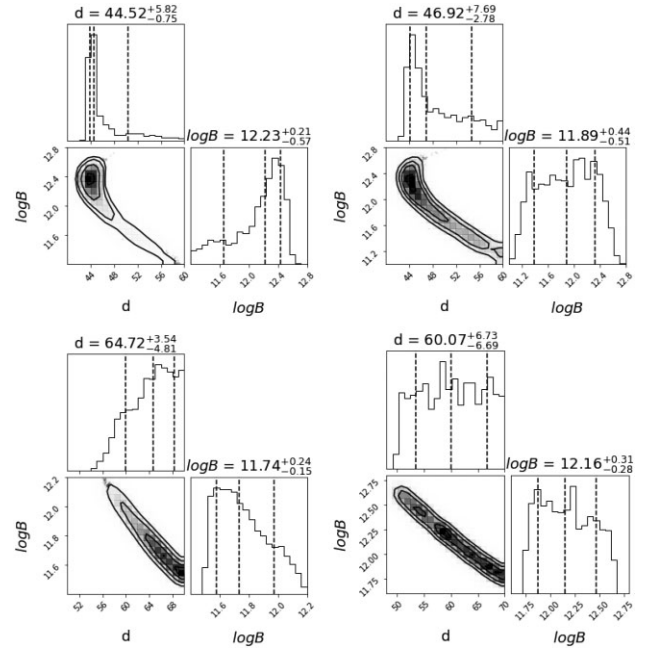 d = 44.52 +5.82 −0.75
logB = 12.23 +0.21 −0.57
logB
12.8
12.4
12.0
11.6
44
48
52
56
60
d
11.6
12.0
12.4
12.8
logB
d = 46.92 +7.69 −2.78
logB = 11.89 +0.44 −0.51
logB
12.8
12.4
12.0
11.6
11.2
44
48
52
56
60
d
11.2
11.6
12.0
12.4
12.8
logB
d = 64.72 +3.54 −4.81
logB = 11.74 +0.24 −0.15
logB
12.2
12.0
11.8
11.6
52
56
60
64
68
d
11.6
11.8
12.0
12.2
logB
d = 60.07 +6.73 −6.69
logB = 12.16 +0.31 −0.28
logB
12.75
12.50
12.25
12.00
11.75
50
55
60
65
70
d
11.75
12.00
12.25
12.50
12.75
logB